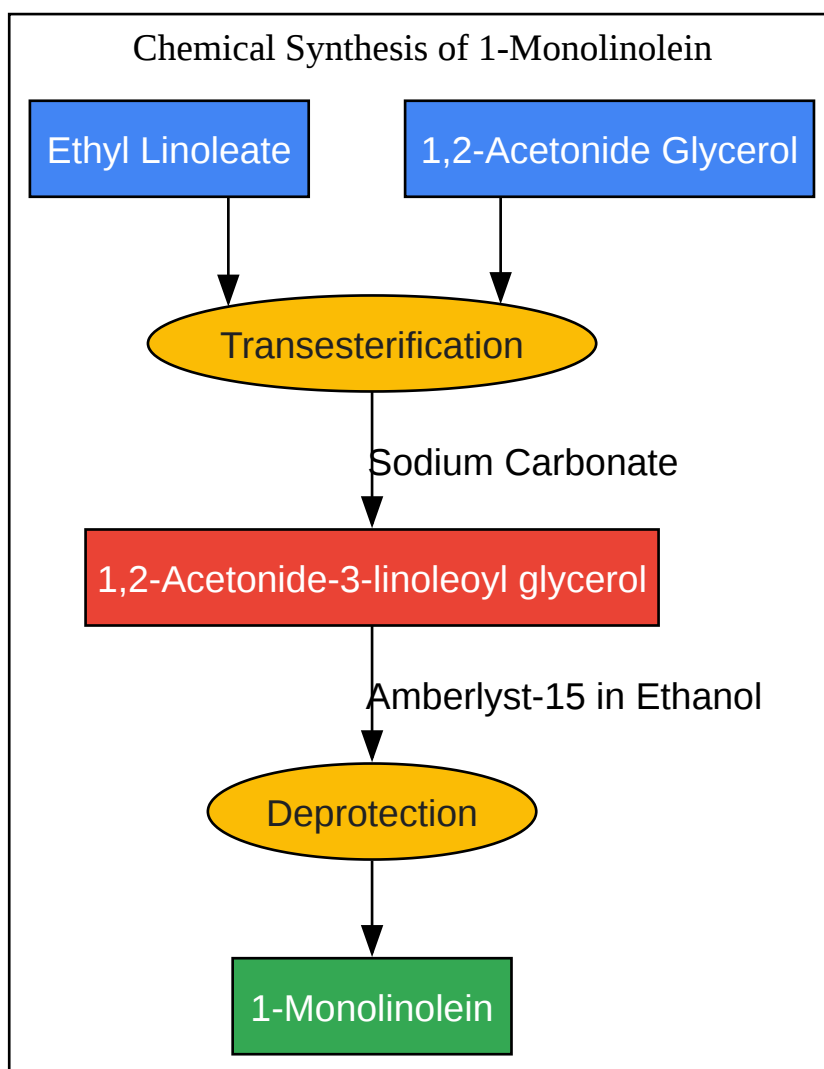 Chemical Synthesis of 1-Monolinolein
Ethyl Linoleate
1,2-Acetonide Glycerol
Transesterification
Sodium Carbonate
1,2-Acetonide-3-linoleoyl glycerol
Amberlyst-15 in Ethanol
Deprotection
1-Monolinolein